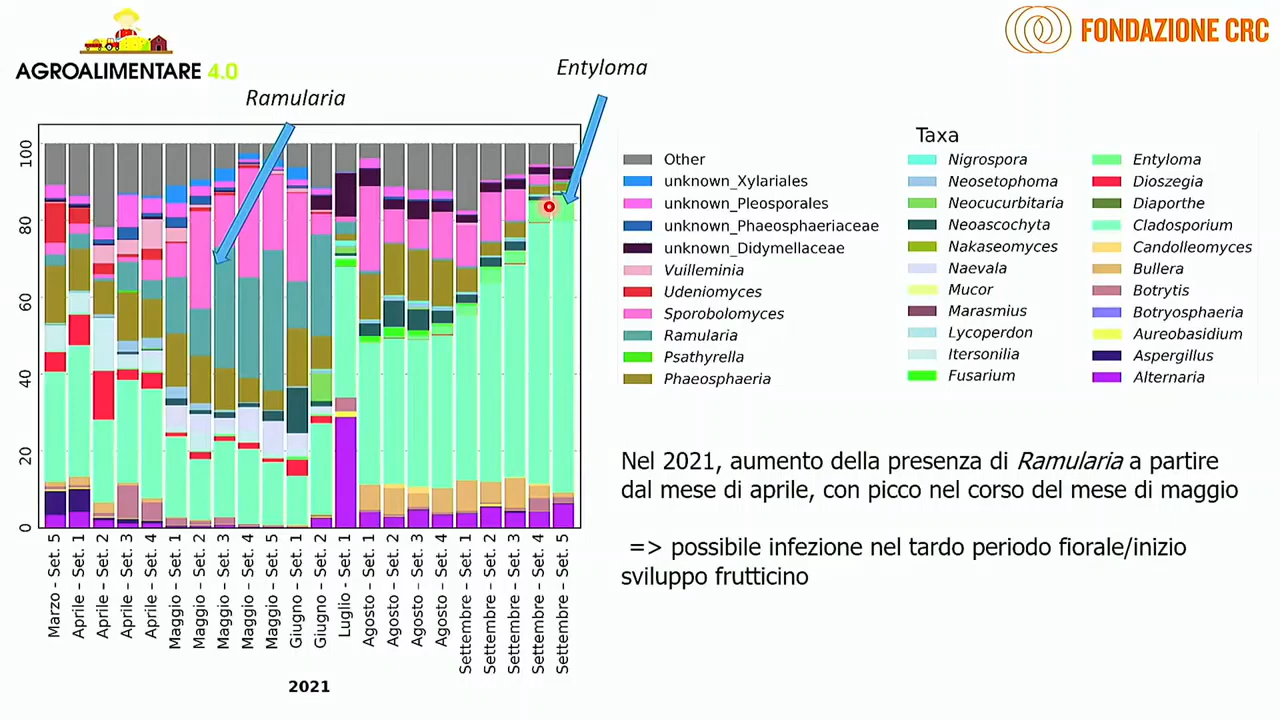 AGROALIMENTARE 4.0
FONDAZIONE CRC
Entyloma
Ramularia
100
80
60
40
20
0
Marzo - Set. 5
Aprile - Set. 1
Aprile - Set. 2
Aprile - Set. 3
Aprile - Set. 4
Maggio - Set. 1
Maggio - Set. 2
Maggio - Set. 3
Maggio - Set. 4
Maggio - Set. 5
Giugno - Set. 1
Giugno - Set. 2
Luglio - Set. 1
Agosto - Set. 1
Agosto - Set. 2
Agosto - Set. 3
Agosto - Set. 4
Settembre - Set. 1
Settembre - Set. 2
Settembre - Set. 3
Settembre - Set. 4
Settembre - Set. 5
2021
Taxa
Other
unknown_Xylariales
unknown_Pleosporales
unknown_Phaeosphaeriaceae
unknown_Didymellaceae
Vuilleminia
Udeniomyces
Sporobolomyces
Ramularia
Psathyrella
Phaeosphaeria
Nigrospora
Neosetophoma
Neocucurbitaria
Neoascochyta
Nakaseomyces
Naevala
Mucor
Marasmius
Lycoperdon
Itersonilia
Fusarium
Entyloma
Dioszegia
Diaporthe
Cladosporium
Candolleomyces
Bullera
Botrytis
Botryosphaeria
Aureobasidium
Aspergillus
Alternaria
Nel 2021, aumento della presenza di Ramularia a partire
dal mese di aprile, con picco nel corso del mese di maggio
=> possibile infezione nel tardo periodo fiorale/inizio
sviluppo frutticino